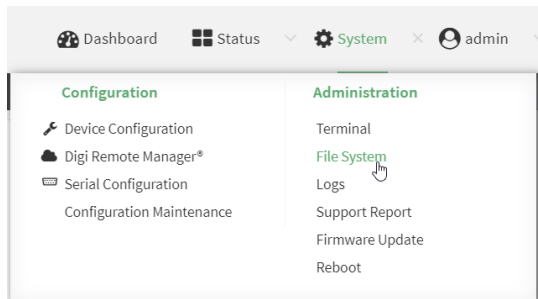 Dashboard Status System admin
Configuration
Device Configuration
Digi Remote Manager®
Serial Configuration
Configuration Maintenance
Administration
Terminal
File System
Logs
Support Report
Firmware Update
Reboot